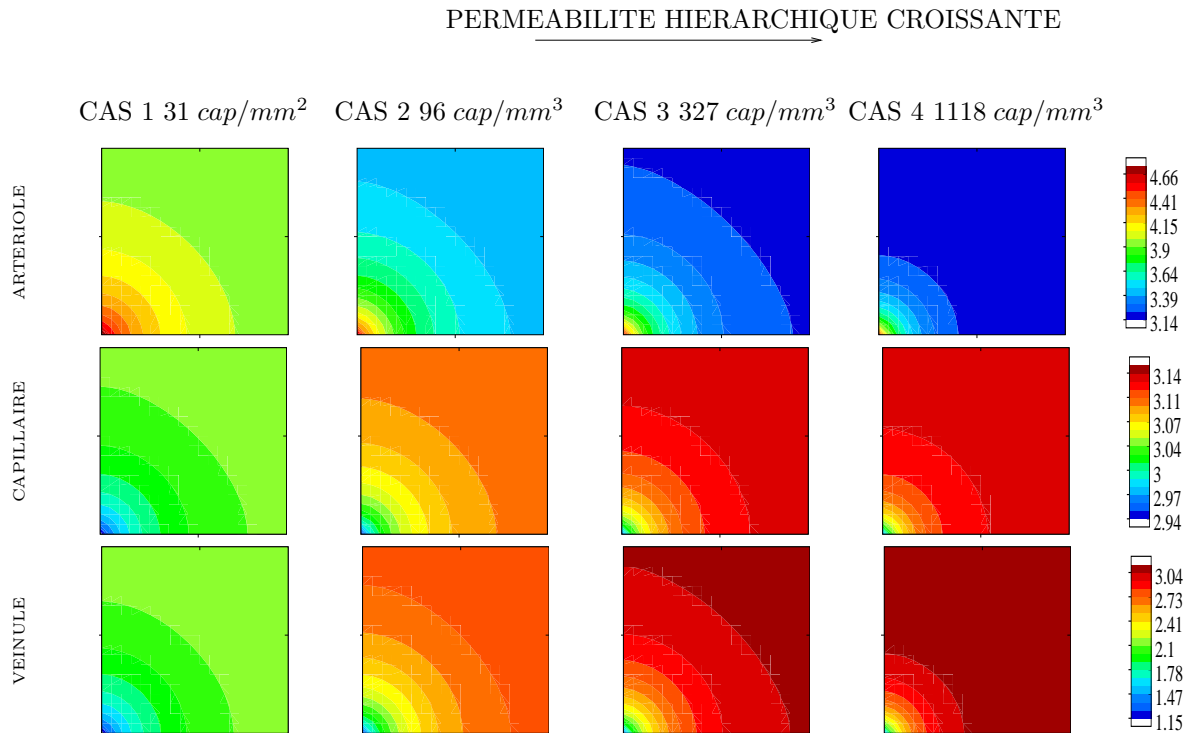 PERMEABILITE HIERARCHIQUE CROISSANTE
CAS 1 31 cap/mm²
CAS 2 96 cap/mm³
CAS 3 327 cap/mm³
CAS 4 1118 cap/mm³
ARTERIOLE
4.66
4.41
4.15
3.9
3.64
3.39
3.14
CAPILLAIRE
3.14
3.11
3.07
3.04
3
2.97
2.94
VEINULE
3.04
2.73
2.41
2.1
1.78
1.47
1.15